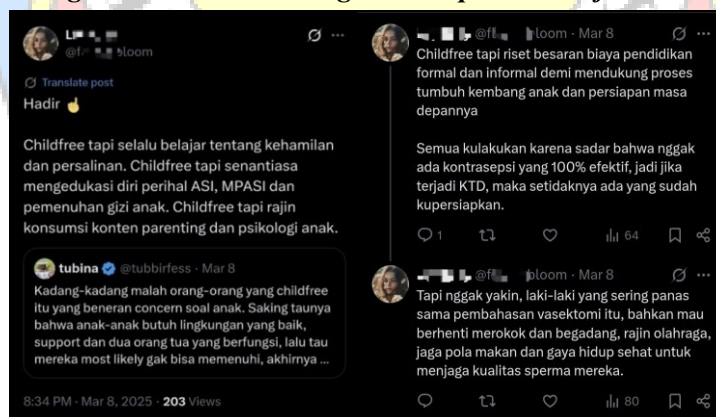 @f bloom
Translate post
Hadir ☝️
Childfree tapi selalu belajar tentang kehamilan
dan persalinan. Childfree tapi senantiasa
mengedukasi diri perihal ASI, MPASI dan
pemenuhan gizi anak. Childfree tapi rajin
konsumsi konten parenting dan psikologi anak.
tubina @tubbirfess · Mar 8
Kadang-kadang malah orang-orang yang childfree
itu yang beneran concern soal anak. Saking taunya
bahwa anak-anak butuh lingkungan yang baik,
support dan dua orang tua yang berfungsi, lalu tau
mereka most likely gak bisa memenuhi, akhirnya ...
8:34 PM · Mar 8, 2025 · 203 Views
loom · Mar 8
Childfree tapi riset besaran biaya pendidikan
formal dan informal demi mendukung proses
tumbuh kembang anak dan persiapan masa
depannya
Semua kulakukan karena sadar bahwa nggak
ada kontrasepsi yang 100% efektif, jadi jika
terjadi KTD, maka setidaknya ada yang sudah
kupersiapkan.
1 64
bloom · Mar 8
Tapi nggak yakin, laki-laki yang sering panas
sama pembahasan vasektomi itu, bahkan mau
berhenti merokok dan begadang, rajin olahraga,
jaga pola makan dan gaya hidup sehat untuk
menjaga kualitas sperma mereka.
80